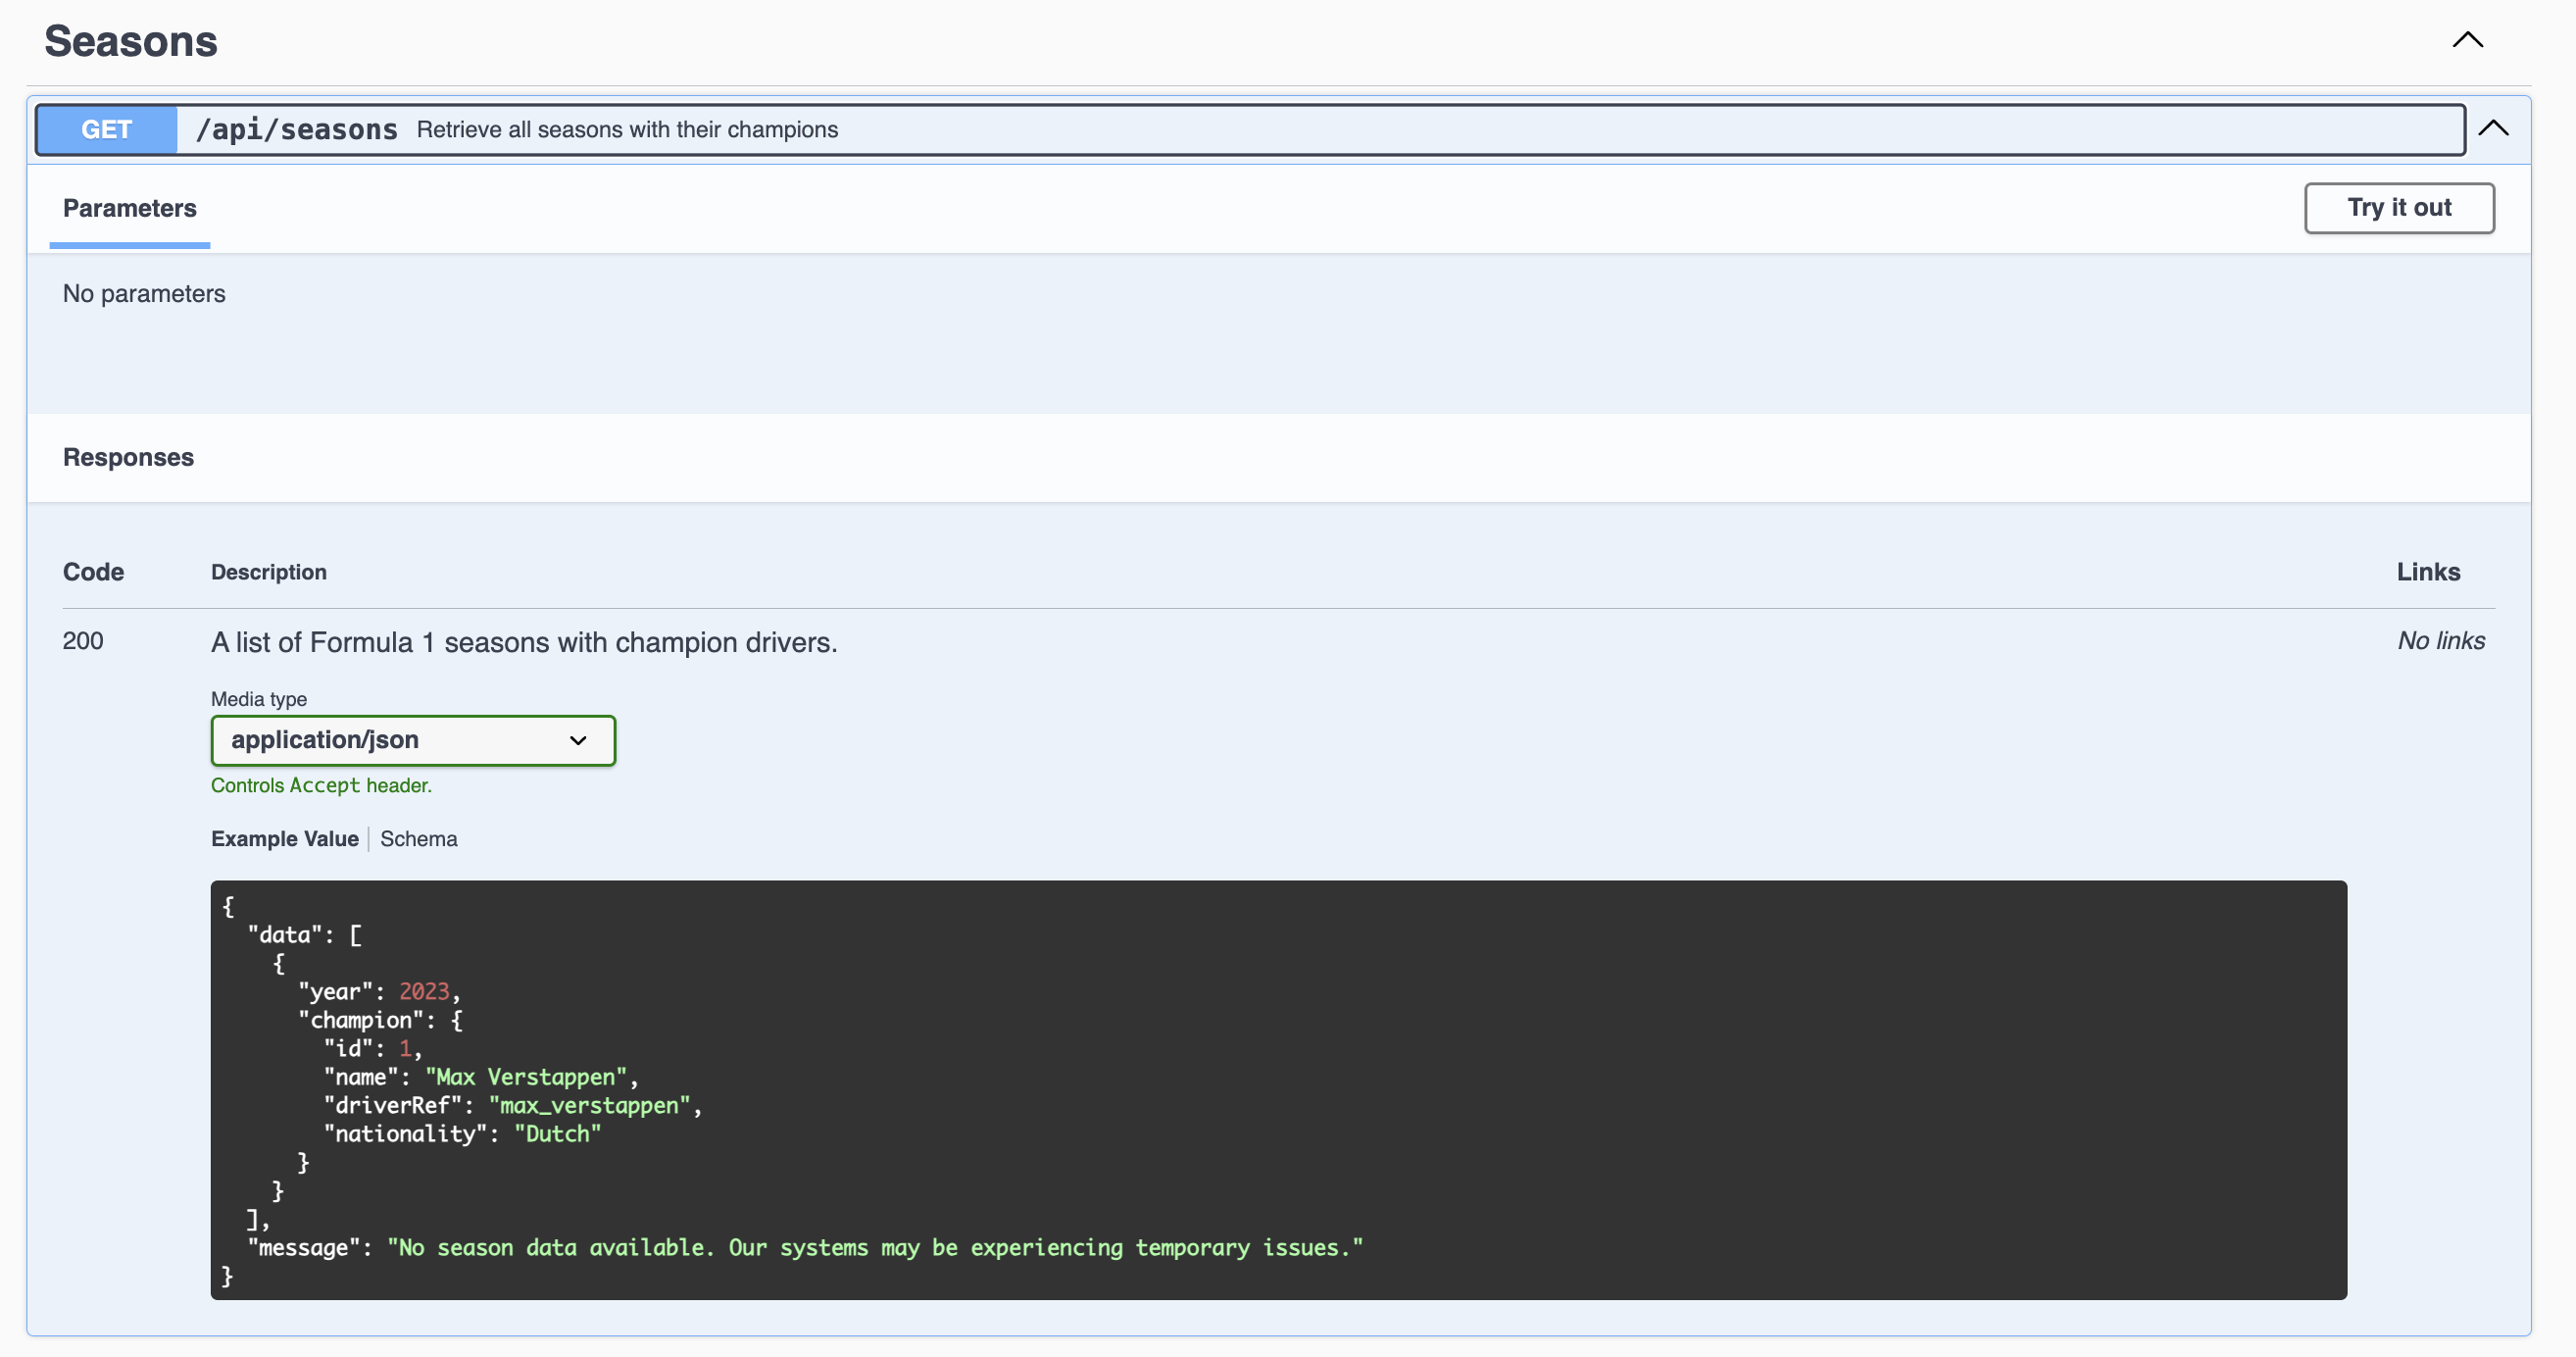 Seasons
GET /api/seasons Retrieve all seasons with their champions
Parameters
Try it out
No parameters
Responses
Code Description Links
200 A list of Formula 1 seasons with champion drivers. No links
Media type
application/json
Controls Accept header.
Example Value Schema
{
  "data": [
    {
      "year": 2023,
      "champion": {
        "id": 1,
        "name": "Max Verstappen",
        "driverRef": "max_verstappen",
        "nationality": "Dutch"
      }
    }
  ],
  "message": "No season data available. Our systems may be experiencing temporary issues."
}